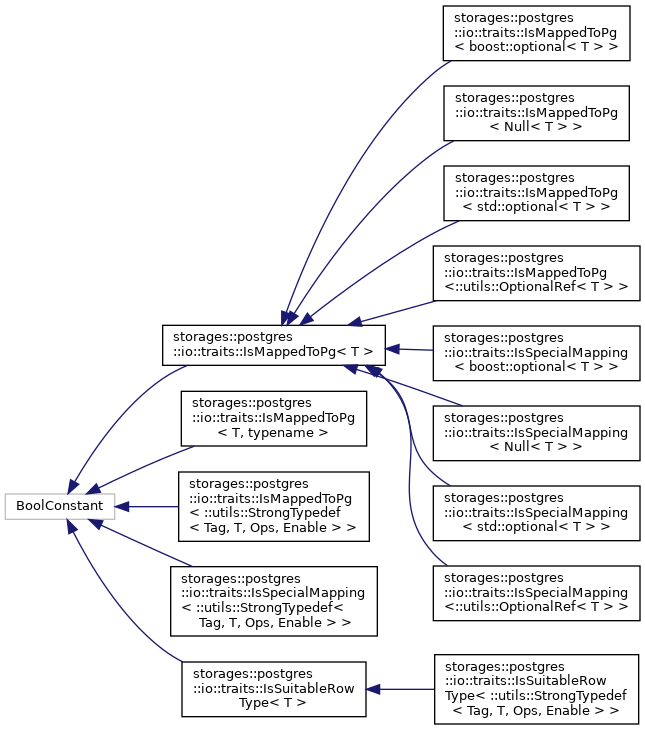 storages::postgres
::io::traits::IsMappedToPg
< boost::optional< T > >
storages::postgres
::io::traits::IsMappedToPg
< Null< T > >
storages::postgres
::io::traits::IsMappedToPg
< std::optional< T > >
storages::postgres
::io::traits::IsMappedToPg
<::utils::OptionalRef< T > >
storages::postgres
::io::traits::IsMappedToPg< T >
storages::postgres
::io::traits::IsSpecialMapping
< boost::optional< T > >
storages::postgres
::io::traits::IsMappedToPg
< T, typename >
storages::postgres
::io::traits::IsSpecialMapping
< Null< T > >
BoolConstant
storages::postgres
::io::traits::IsMappedToPg
< ::utils::StrongTypedef
< Tag, T, Ops, Enable > >
storages::postgres
::io::traits::IsSpecialMapping
< std::optional< T > >
storages::postgres
::io::traits::IsSpecialMapping
< ::utils::StrongTypedef<
Tag, T, Ops, Enable > >
storages::postgres
::io::traits::IsSpecialMapping
<::utils::OptionalRef< T > >
storages::postgres
::io::traits::IsSuitableRow
Type< T >
storages::postgres
::io::traits::IsSuitableRow
Type< ::utils::StrongTypedef
< Tag, T, Ops, Enable > >